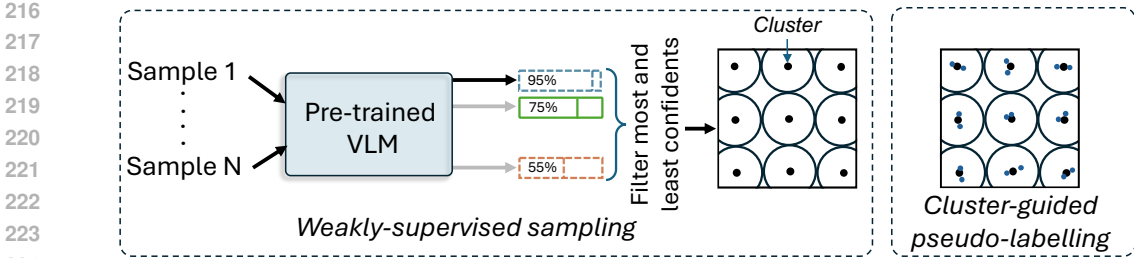 216
217
218
219
220
221
222
223
Sample 1
Sample N
Pre-trained
VLM
95%
75%
55%
Filter most and
least confidents
Cluster
Weakly-supervised sampling
Cluster-guided
pseudo-labelling